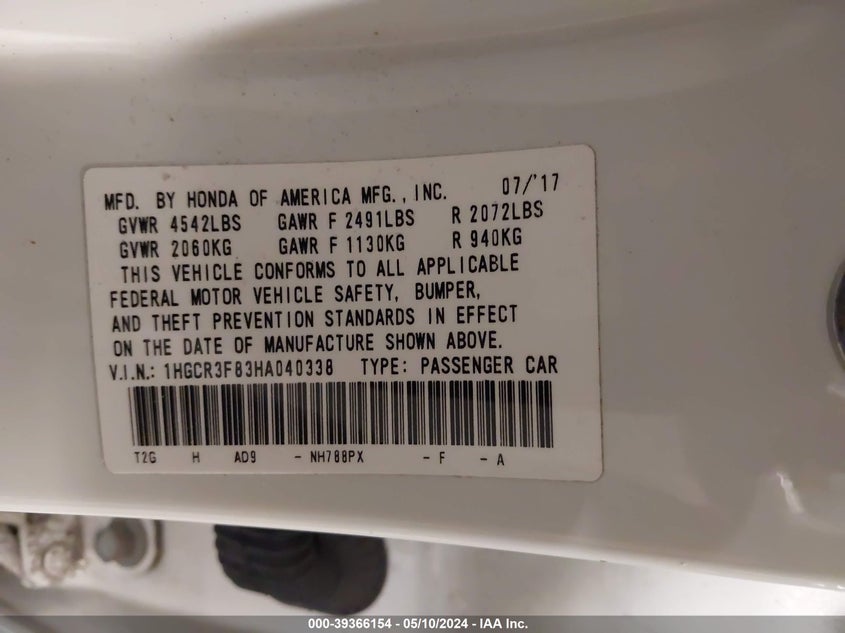 MFD. BY HONDA OF AMERICA MFG., INC. 07/'17
GVWR 4542LBS GAWR F 2491LBS R 2072LBS
GVWR 2060KG GAWR F 1130KG R 940KG
THIS VEHICLE CONFORMS TO ALL APPLICABLE
FEDERAL MOTOR VEHICLE SAFETY, BUMPER,
AND THEFT PREVENTION STANDARDS IN EFFECT
ON THE DATE OF MANUFACTURE SHOWN ABOVE.
V.I.N.: 1HGCR3F83HA040338 TYPE: PASSENGER CAR
T2G H AD9 - NH788PX - F - A
000-39366154 - 05/10/2024 - IAA Inc.